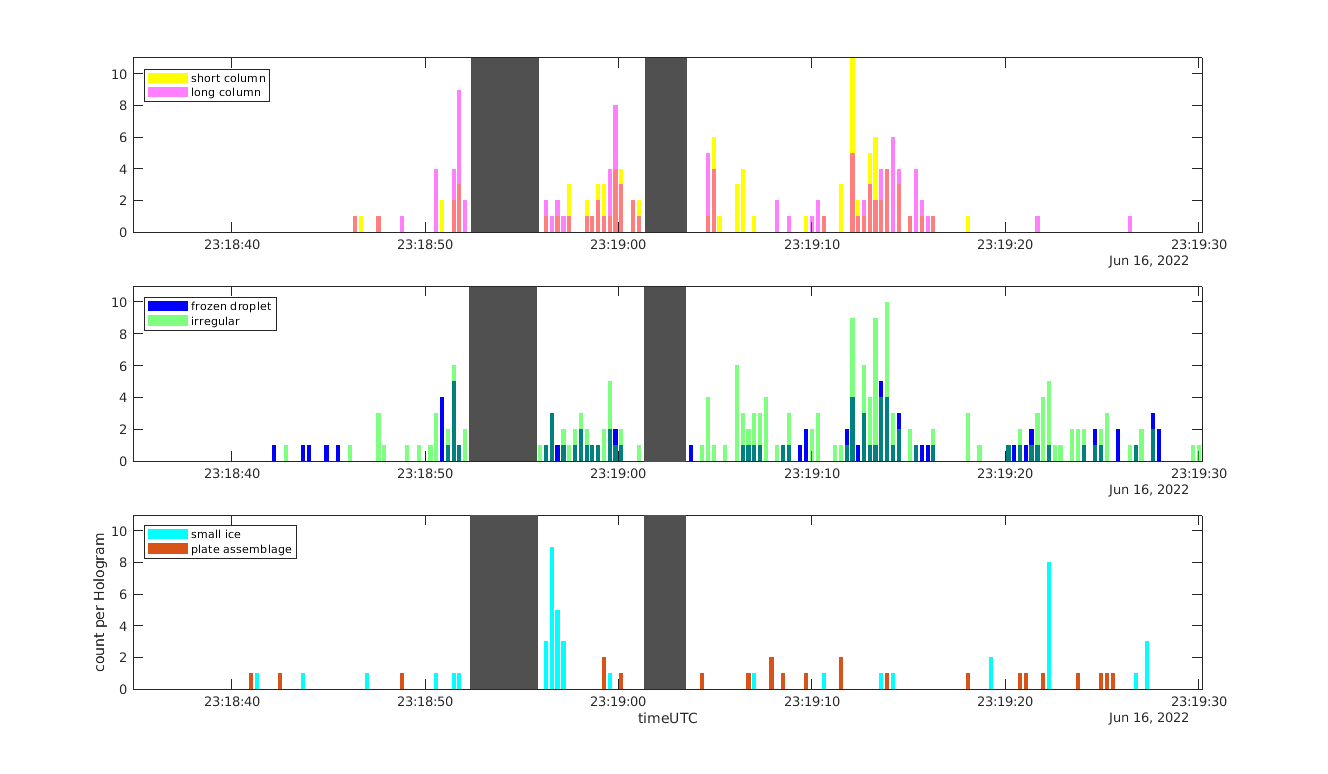 10
8
6
4
2
0
short column
long column
23:18:40 23:18:50 23:19:00 23:19:10 23:19:20 23:19:30
Jun 16, 2022
10
8
6
4
2
0
frozen droplet
irregular
23:18:40 23:18:50 23:19:00 23:19:10 23:19:20 23:19:30
Jun 16, 2022
count per Hologram
10
8
6
4
2
0
small ice
plate assemblage
23:18:40 23:18:50 23:19:00 23:19:10 23:19:20 23:19:30
timeUTC
Jun 16, 2022